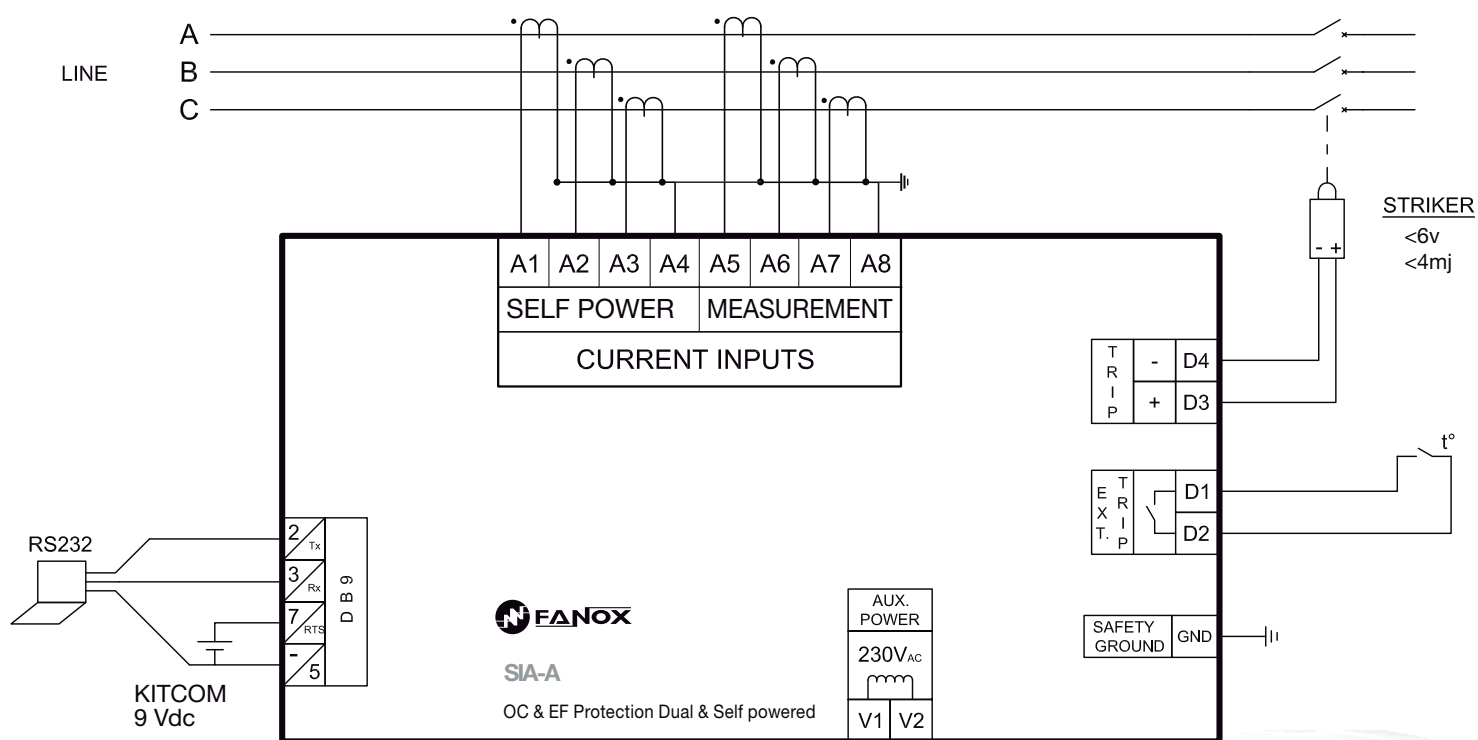 A
LINE
B
C
STRIKER
<6v
<4mj
- +
A1 A2 A3 A4 A5 A6 A7 A8
SELF POWER MEASUREMENT
CURRENT INPUTS
TRIP
- D4
+ D3
t°
EXT. TRIP
D1
D2
RS232
2 Tx
3 Rx
7 RTS
- 5
DB9
KITCOM
9 Vdc
FANOX
SIA-A
OC & EF Protection Dual & Self powered
AUX.
POWER
230VAC
V1 V2
SAFETY
GROUND
GND